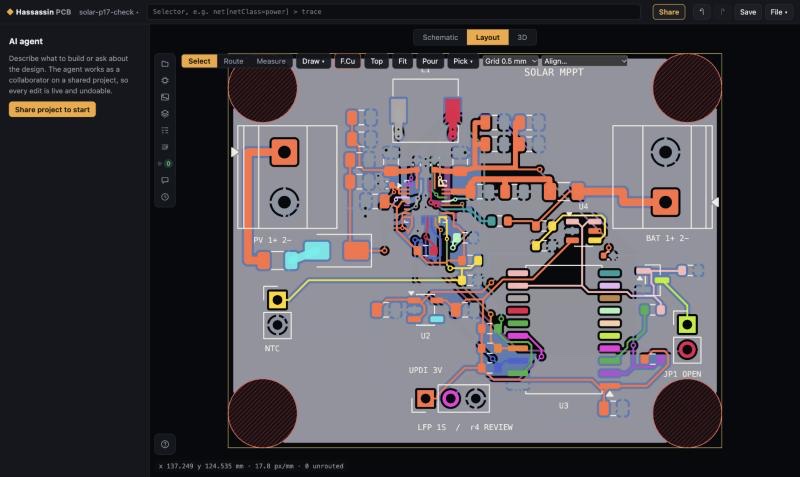 Hassassin PCB
solar-p17-check
Selector, e.g. net[netClass=power] > trace
Share
Save
File
AI agent
Describe what to build or ask about
the design. The agent works as a
collaborator on a shared project, so
every edit is live and undoable.
Share project to start
Schematic
Layout
3D
Select
Route
Measure
Draw
F.Cu
Top
Fit
Pour
Pick
Grid 0.5 mm
Align...
0
L1
SOLAR MPPT
U4
PV 1+ 2−
BAT 1+ 2−
NTC
U2
UPDI 3V
JP1 OPEN
U3
LFP 1S / r4 REVIEW
x 137.249 y 124.535 mm · 17.8 px/mm · 0 unrouted